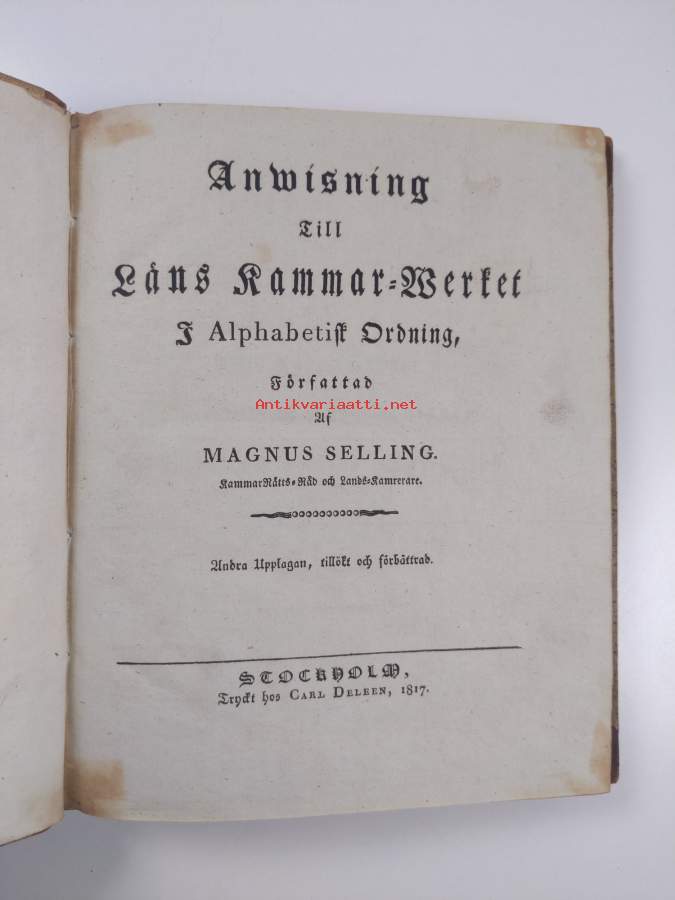 Anwisning
Till
Läns Kammar-Werket
I Alphabetisk Ordning,
Författad
Antikvariaatti.net
Af
MAGNUS SELLING.
KammarRätts-Råd och Lands-Kamrerare.
Andra Upplagan, tillökt och förbättrad.
STOCKHOLM,
Tryckt hos CARL DELEEN, 1817.